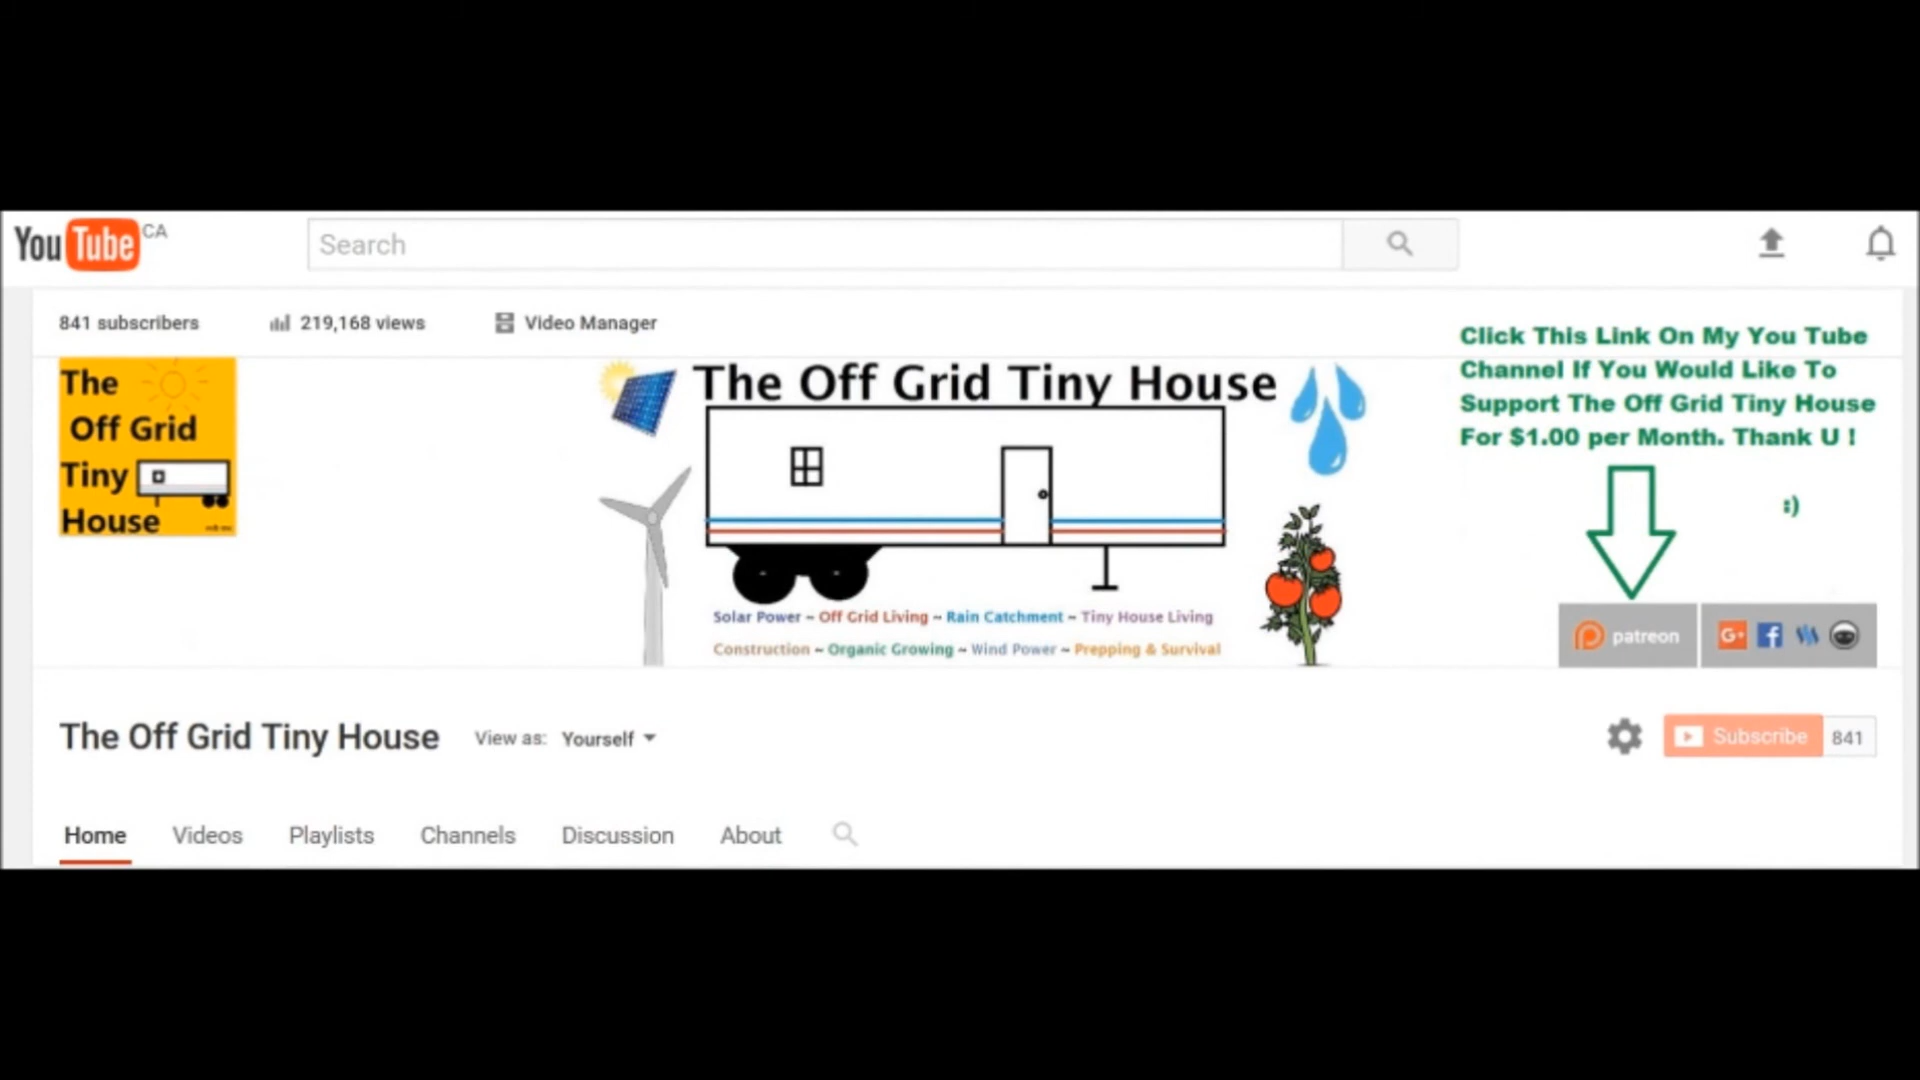 YouTube CA
Search
841 subscribers
219,168 views
Video Manager
The
Off Grid
Tiny
House
The Off Grid Tiny House
Solar Power ~ Off Grid Living ~ Rain Catchment ~ Tiny House Living
Construction ~ Organic Growing ~ Wind Power ~ Prepping & Survival
Click This Link On My You Tube
Channel If You Would Like To
Support The Off Grid Tiny House
For $1.00 per Month. Thank U !
:)
patreon
G+ f
The Off Grid Tiny House
View as: Yourself
Subscribe 841
Home Videos Playlists Channels Discussion About